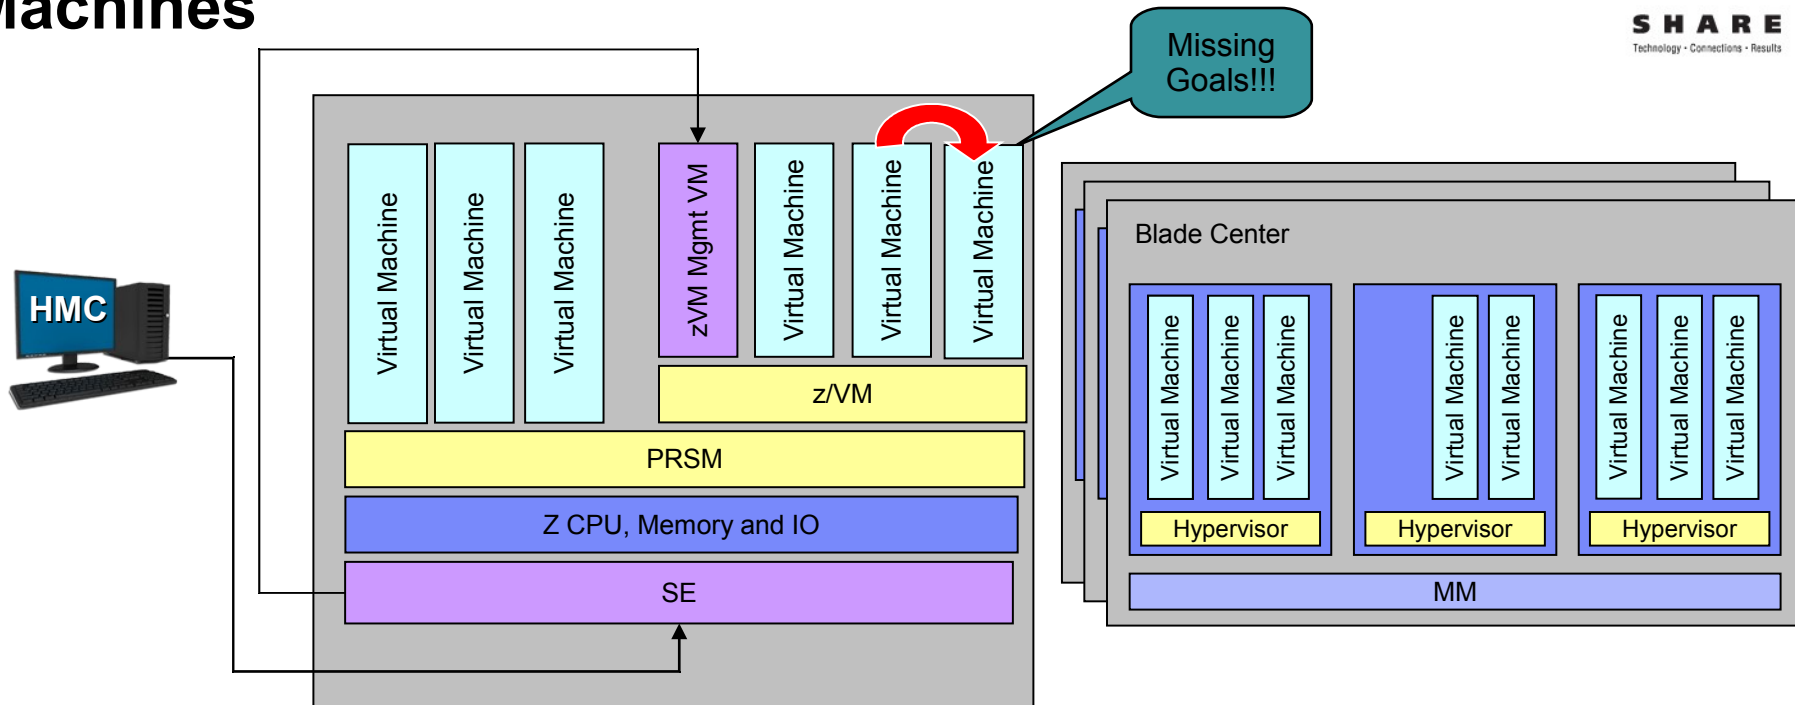 Machines
S H A R E
Technology · Connections · Results
Missing
Goals!!!
HMC
Virtual Machine
Virtual Machine
Virtual Machine
zVM Mgmt VM
Virtual Machine
Virtual Machine
Virtual Machine
z/VM
PRSM
Z CPU, Memory and IO
SE
Blade Center
Virtual Machine
Virtual Machine
Virtual Machine
Hypervisor
Virtual Machine
Virtual Machine
Hypervisor
Virtual Machine
Virtual Machine
Virtual Machine
Hypervisor
MM